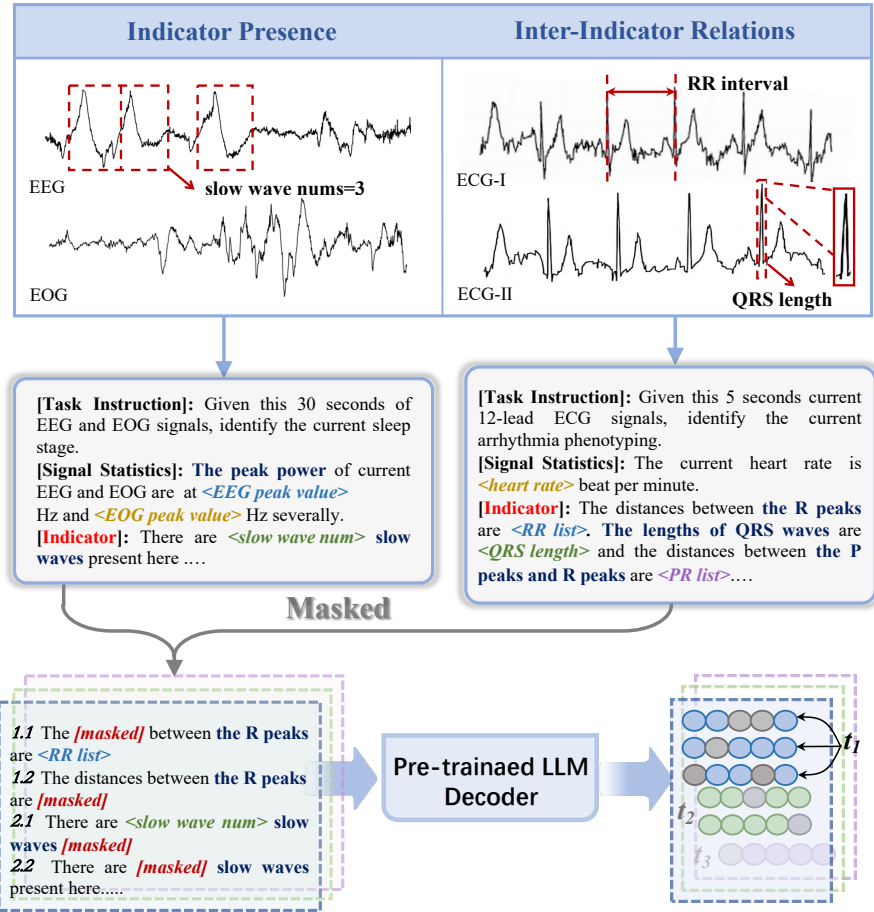 Indicator Presence
Inter-Indicator Relations
EEG
slow wave nums=3
EOG
RR interval
ECG-I
ECG-II
QRS length
[Task Instruction]: Given this 30 seconds of
EEG and EOG signals, identify the current sleep
stage.
[Signal Statistics]: The peak power of current
EEG and EOG are at <EEG peak value>
Hz and <EOG peak value> Hz severally.
[Indicator]: There are <slow wave num> slow
waves present here ….
[Task Instruction]: Given this 5 seconds current
12-lead ECG signals, identify the current
arrhythmia phenotyping.
[Signal Statistics]: The current heart rate is
<heart rate> beat per minute.
[Indicator]: The distances between the R peaks
are <RR list>. The lengths of QRS waves are
<QRS length> and the distances between the P
peaks and R peaks are <PR list>.…
Masked
1.1 The [masked] between the R peaks
are <RR list>
1.2 The distances between the R peaks
are [masked]
2.1 There are <slow wave num> slow
waves [masked]
2.2 There are [masked] slow waves
present here.....
Pre-trainaed LLM
Decoder
t1
t2
t3